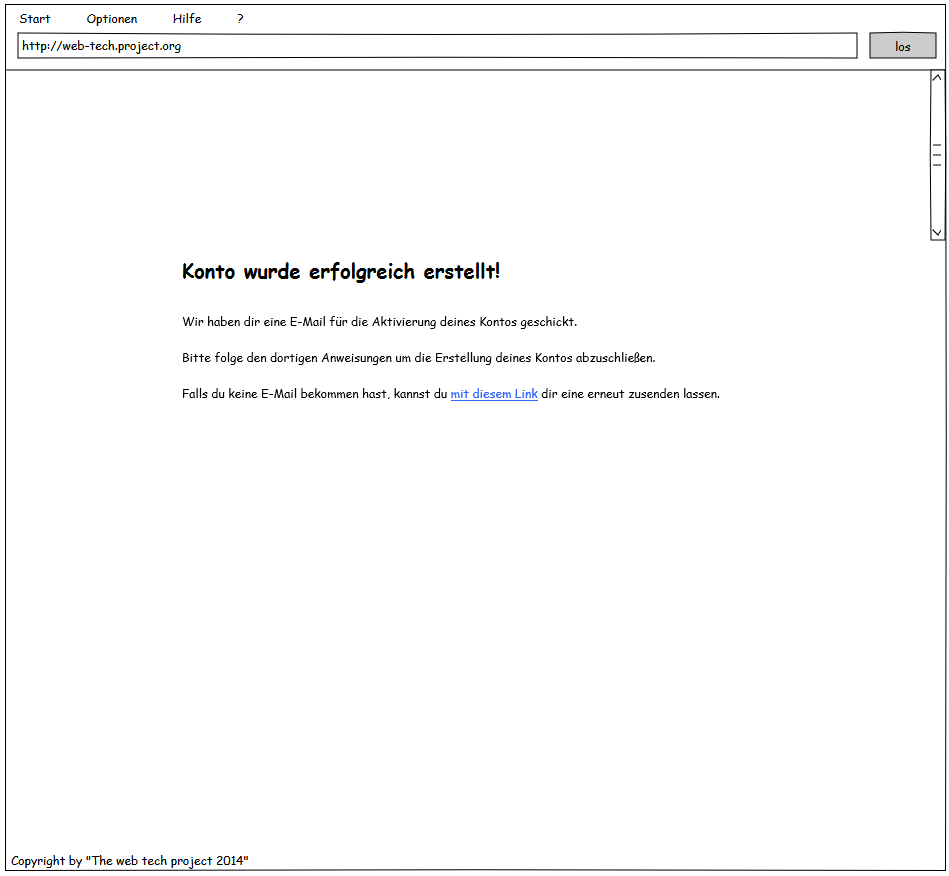 Start Optionen Hilfe ?
http://web-tech.project.org los
Konto wurde erfolgreich erstellt!
Wir haben dir eine E-Mail für die Aktivierung deines Kontos geschickt.
Bitte folge den dortigen Anweisungen um die Erstellung deines Kontos abzuschließen.
Falls du keine E-Mail bekommen hast, kannst du mit diesem Link dir eine erneut zusenden lassen.
Copyright by "The web tech project 2014"